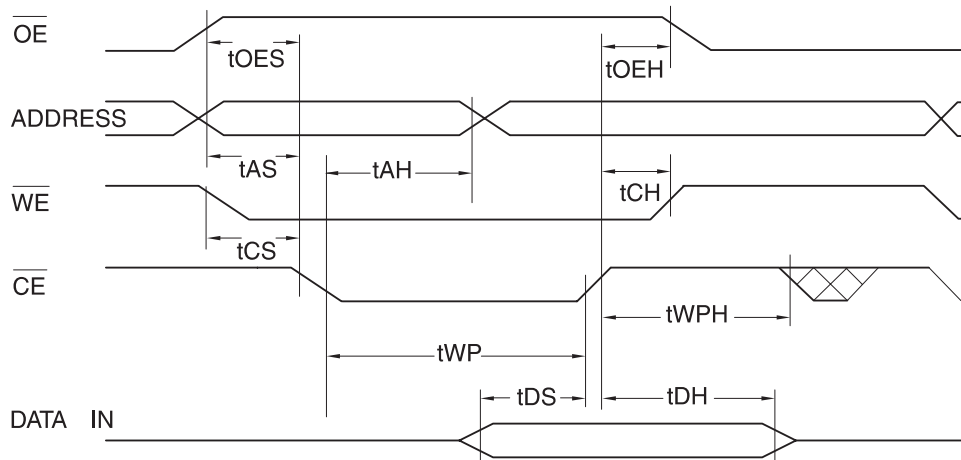 OE
tOES
tOEH
ADDRESS
tAS
tAH
tCH
WE
tCS
CE
tWPH
tWP
tDS
tDH
DATA IN